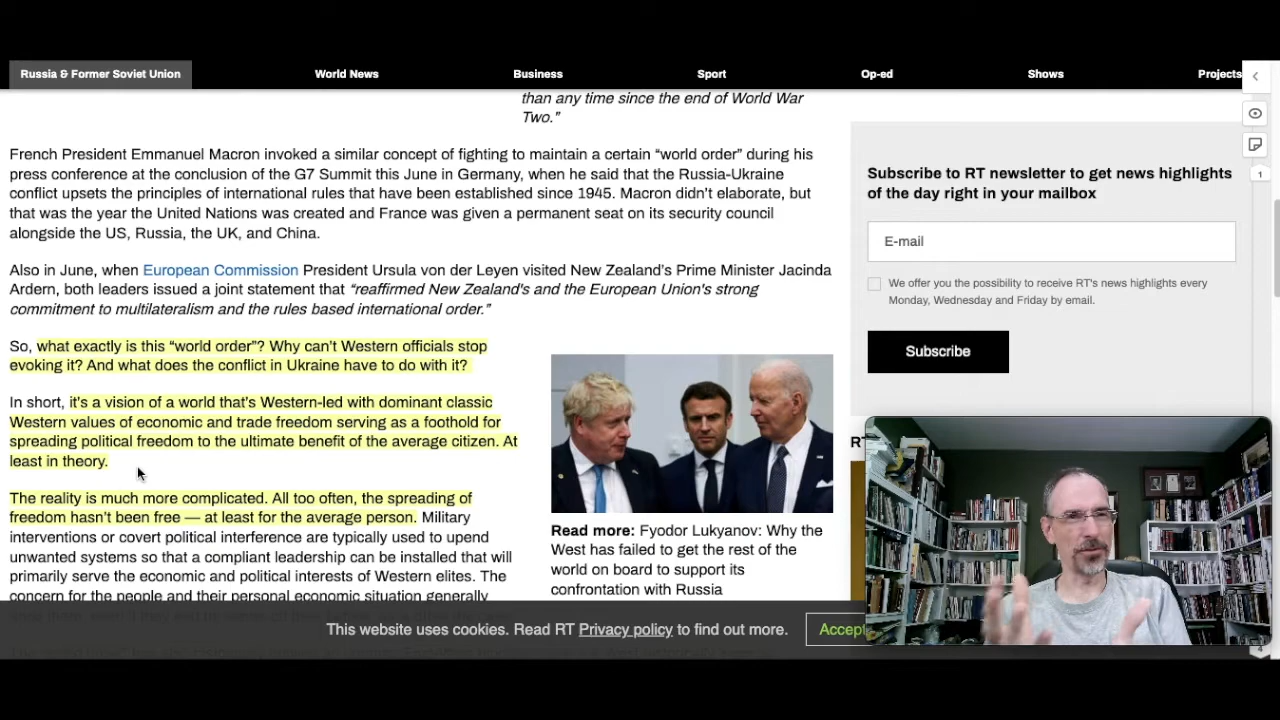 Russia & Former Soviet Union
World News
Business
Sport
Op-ed
Shows
Projects
than any time since the end of World War
Two.”
French President Emmanuel Macron invoked a similar concept of fighting to maintain a certain “world order” during his
press conference at the conclusion of the G7 Summit this June in Germany, when he said that the Russia-Ukraine
conflict upsets the principles of international rules that have been established since 1945. Macron didn’t elaborate, but
that was the year the United Nations was created and France was given a permanent seat on its security council
alongside the US, Russia, the UK, and China.
Also in June, when European Commission President Ursula von der Leyen visited New Zealand’s Prime Minister Jacinda
Ardern, both leaders issued a joint statement that “reaffirmed New Zealand's and the European Union's strong
commitment to multilateralism and the rules based international order.”
So, what exactly is this “world order”? Why can’t Western officials stop
evoking it? And what does the conflict in Ukraine have to do with it?
In short, it’s a vision of a world that’s Western-led with dominant classic
Western values of economic and trade freedom serving as a foothold for
spreading political freedom to the ultimate benefit of the average citizen. At
least in theory.
The reality is much more complicated. All too often, the spreading of
freedom hasn’t been free — at least for the average person. Military
interventions or covert political interference are typically used to upend
unwanted systems so that a compliant leadership can be installed that will
primarily serve the economic and political interests of Western elites. The
concern for the people and their personal economic situation generally
Read more: Fyodor Lukyanov: Why the
West has failed to get the rest of the
world on board to support its
confrontation with Russia
Subscribe to RT newsletter to get news highlights
of the day right in your mailbox
E-mail
We offer you the possibility to receive RT's news highlights every
Monday, Wednesday and Friday by email.
Subscribe
RT
1
This website uses cookies. Read RT Privacy policy to find out more.
Accept
4